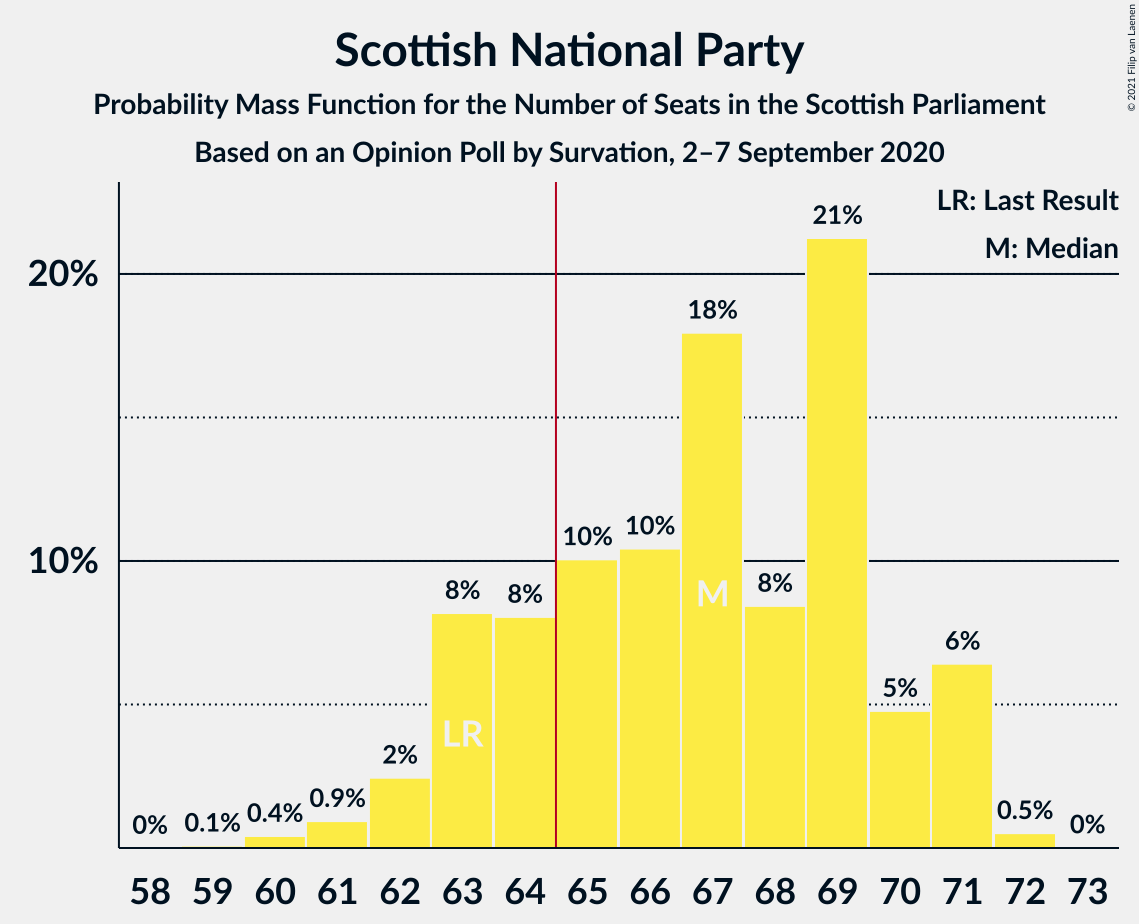 Scottish National Party
Probability Mass Function for the Number of Seats in the Scottish Parliament
Based on an Opinion Poll by Survation, 2–7 September 2020
© 2021 Filip van Laenen
LR: Last Result
M: Median
20%
10%
0%
0.1%
0.4%
0.9%
2%
8%
8%
10%
10%
18%
8%
21%
5%
6%
0.5%
0%
LR
M
58 59 60 61 62 63 64 65 66 67 68 69 70 71 72 73